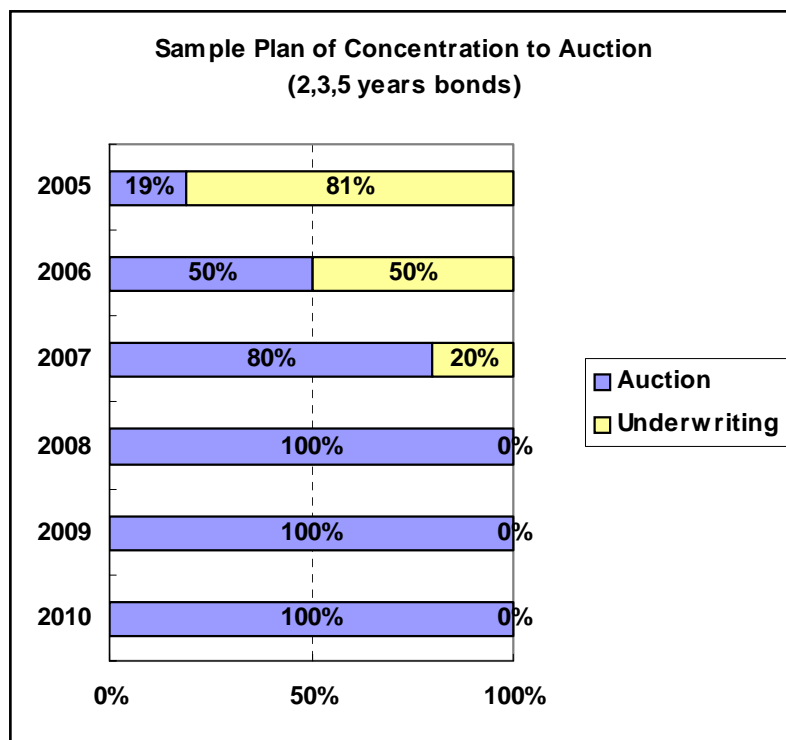 Sample Plan of Concentration to Auction
(2,3,5 years bonds)
2005 19% 81%
2006 50% 50%
2007 80% 20%
2008 100% 0%
2009 100% 0%
2010 100% 0%
0% 50% 100%
Auction
Underwriting